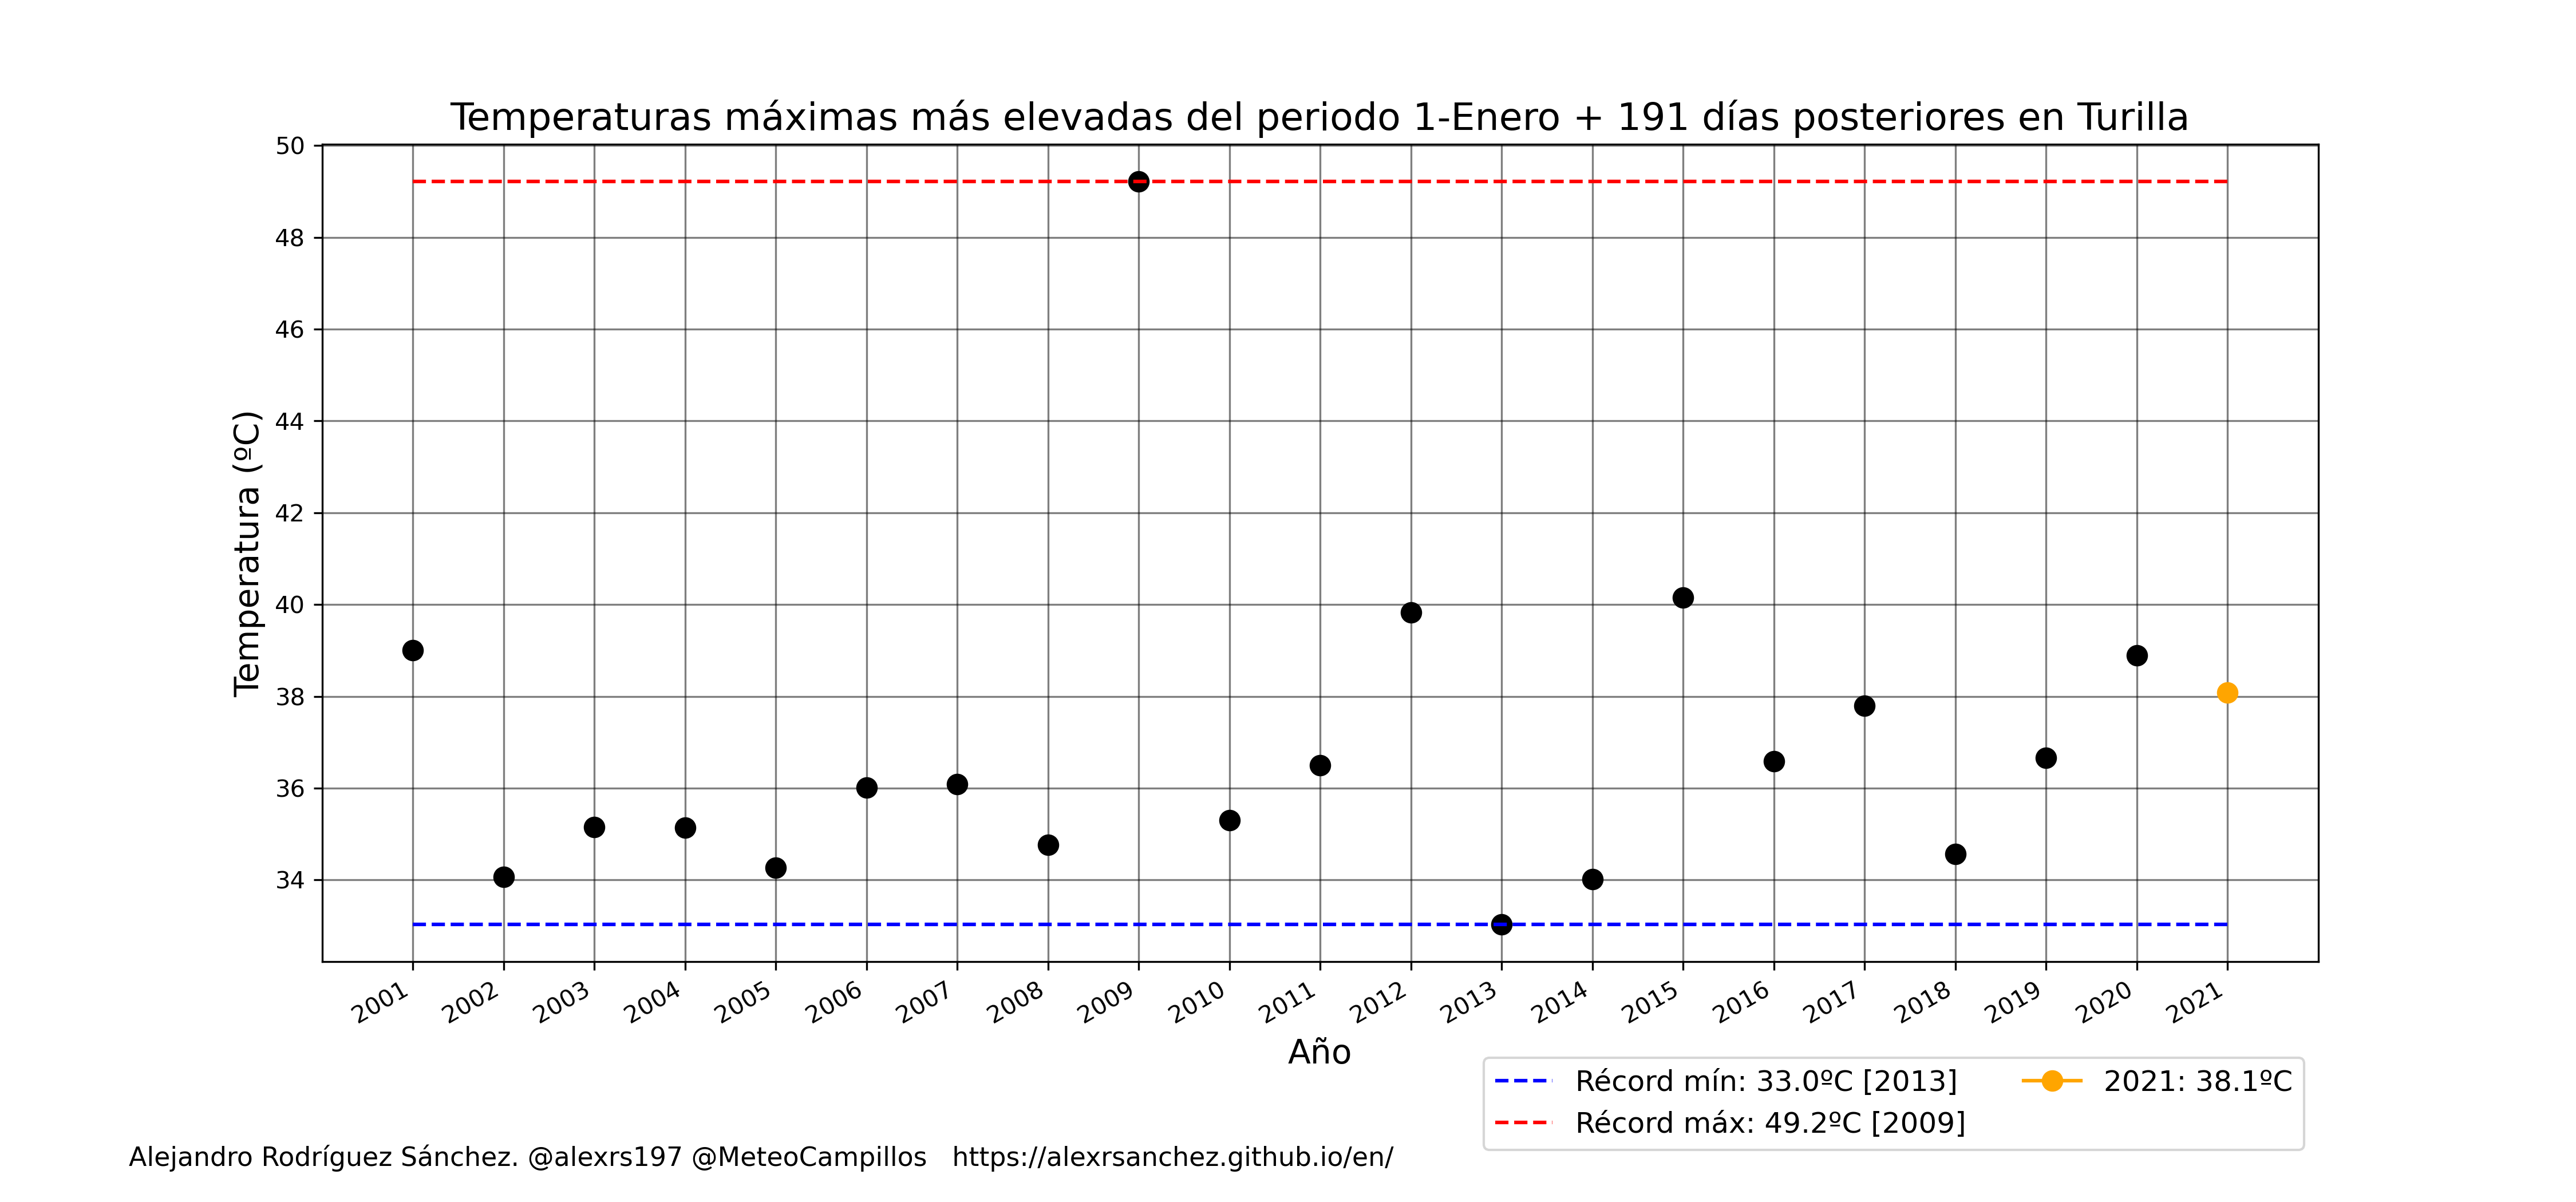 Temperaturas máximas más elevadas del periodo 1-Enero + 191 días posteriores en Turilla
50
48
46
44
42
40
38
36
34
Temperatura (ºC)
2001 2002 2003 2004 2005 2006 2007 2008 2009 2010 2011 2012 2013 2014 2015 2016 2017 2018 2019 2020 2021
Año
Récord mín: 33.0ºC [2013]
Récord máx: 49.2ºC [2009]
2021: 38.1ºC
Alejandro Rodríguez Sánchez. @alexrs197 @MeteoCampillos https://alexrsanchez.github.io/en/